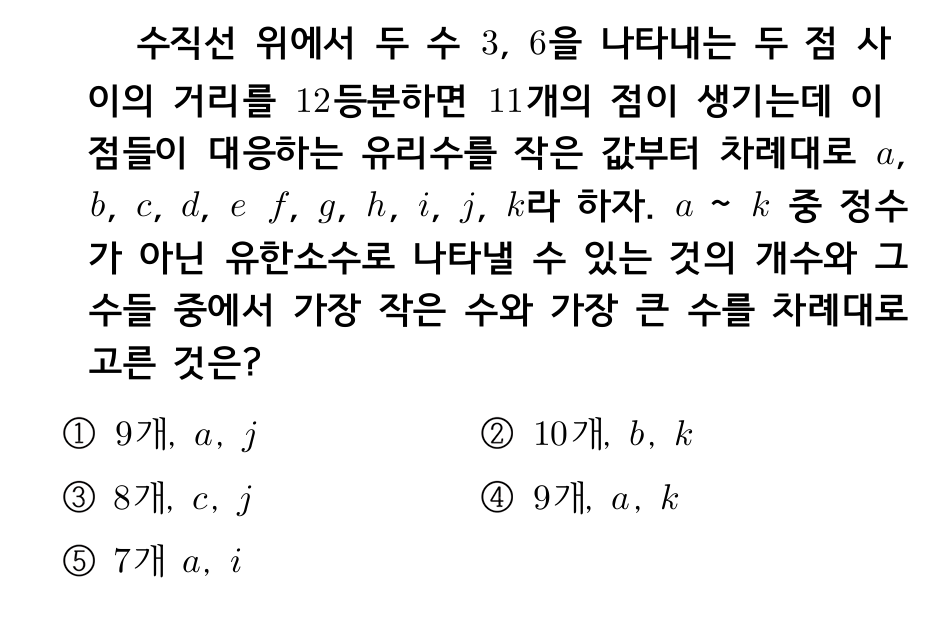 수직선 위에서 두 수 3, 6을 나타내는 두 점 사
이의 거리를 12등분하면 11개의 점이 생기는데 이
점들이 대응하는 유리수를 작은 값부터 차례대로 a,
b, c, d, e f, g, h, i, j, k라 하자. a ~ k 중 정수
가 아닌 유한소수로 나타낼 수 있는 것의 개수와 그
수들 중에서 가장 작은 수와 가장 큰 수를 차례대로
고른 것은?
① 9개, a, j ② 10개, b, k
③ 8개, c, j ④ 9개, a, k
⑤ 7개 a, i